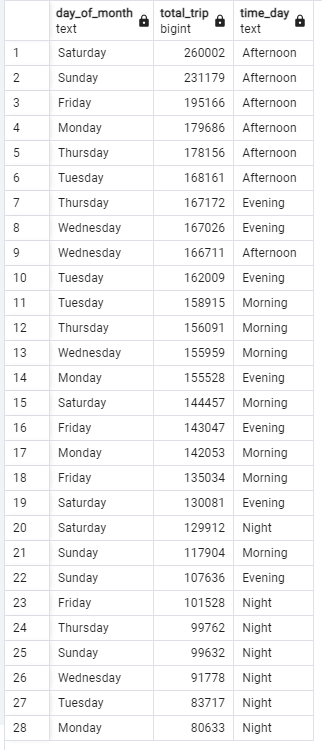 day_of_month total_trip time_day
text bigint text
1 Saturday 260002 Afternoon
2 Sunday 231179 Afternoon
3 Friday 195166 Afternoon
4 Monday 179686 Afternoon
5 Thursday 178156 Afternoon
6 Tuesday 168161 Afternoon
7 Thursday 167172 Evening
8 Wednesday 167026 Evening
9 Wednesday 166711 Afternoon
10 Tuesday 162009 Evening
11 Tuesday 158915 Morning
12 Thursday 156091 Morning
13 Wednesday 155959 Morning
14 Monday 155528 Evening
15 Saturday 144457 Morning
16 Friday 143047 Evening
17 Monday 142053 Morning
18 Friday 135034 Morning
19 Saturday 130081 Evening
20 Saturday 129912 Night
21 Sunday 117904 Morning
22 Sunday 107636 Evening
23 Friday 101528 Night
24 Thursday 99762 Night
25 Sunday 99632 Night
26 Wednesday 91778 Night
27 Tuesday 83717 Night
28 Monday 80633 Night